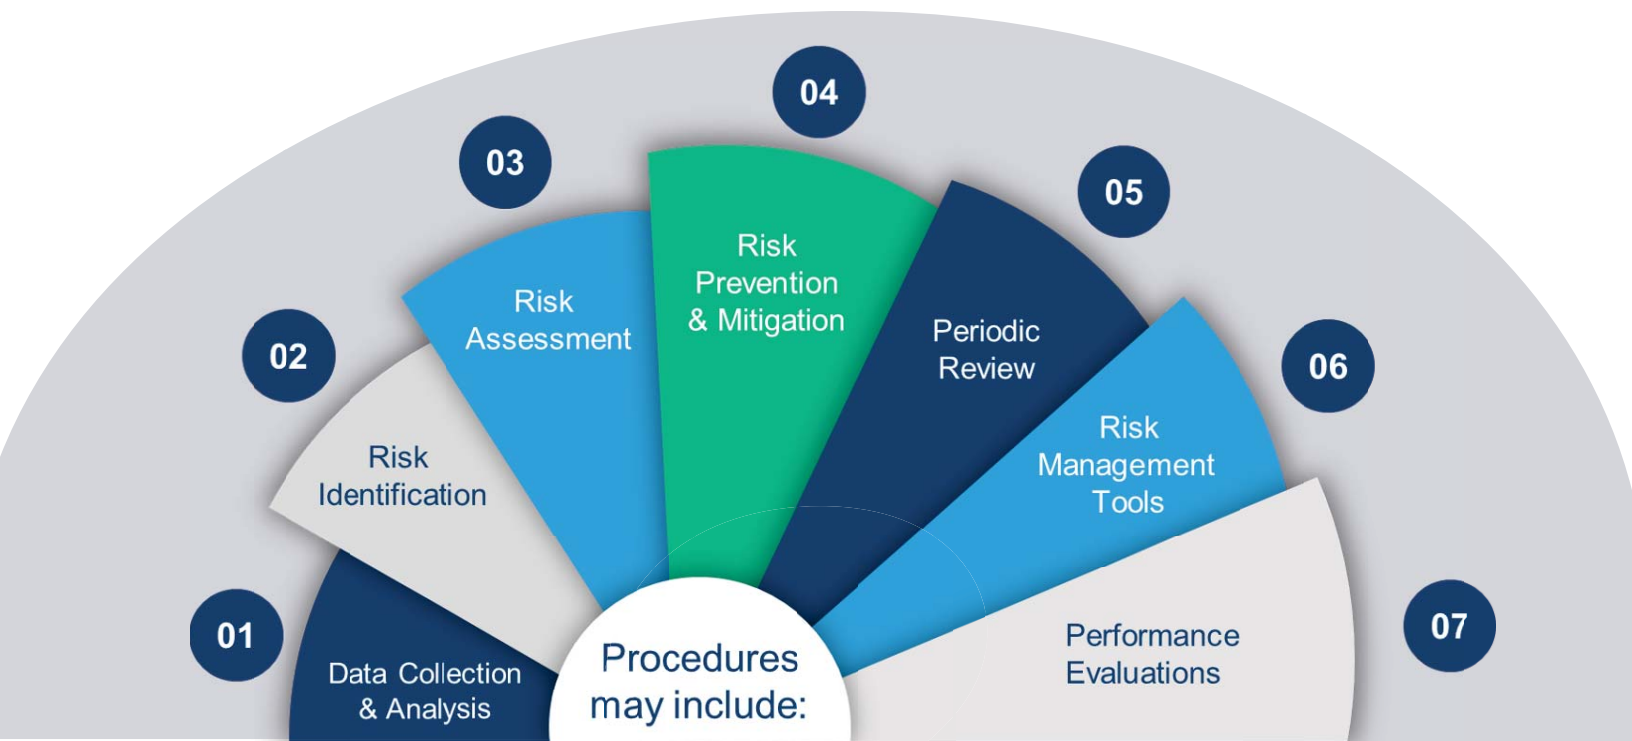 01
Data Collection
& Analysis
02
Risk
Identification
03
Risk
Assessment
04
Risk
Prevention
& Mitigation
05
Periodic
Review
06
Risk
Management
Tools
07
Performance
Evaluations
Procedures
may include: